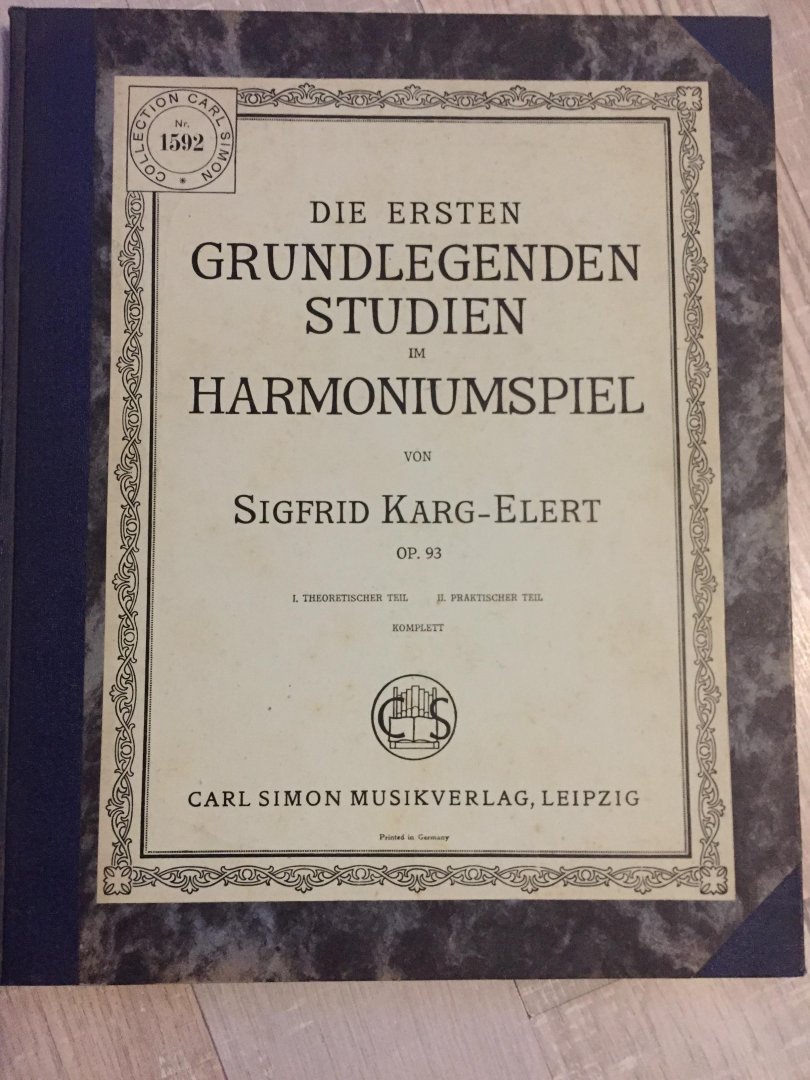 COLLECTION CARL SIMON *
Nr.
1592
DIE ERSTEN
GRUNDLEGENDEN
STUDIEN
IM
HARMONIUMSPIEL
VON
SIGFRID KARG-ELERT
OP. 93
I. THEORETISCHER TEIL II. PRAKTISCHER TEIL
KOMPLETT
CS
CARL SIMON MUSIKVERLAG, LEIPZIG
Printed in Germany